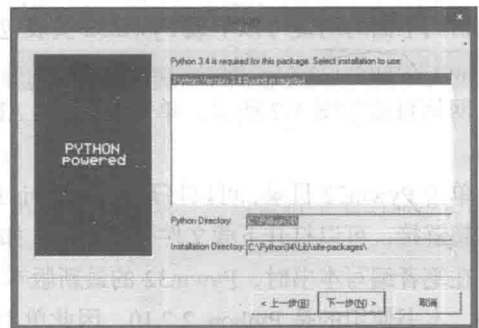 Python 3.4 is required for this package. Select installation to use:
Python Version 3.4 (found in registry)
PYTHON
powered
Python Directory:
Installation Directory: C:\Python34\Lib\site-packages\
< 上一步(B)
下一步(N) >
取消